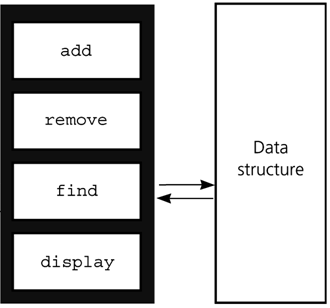 add
remove
find
display
Data
structure